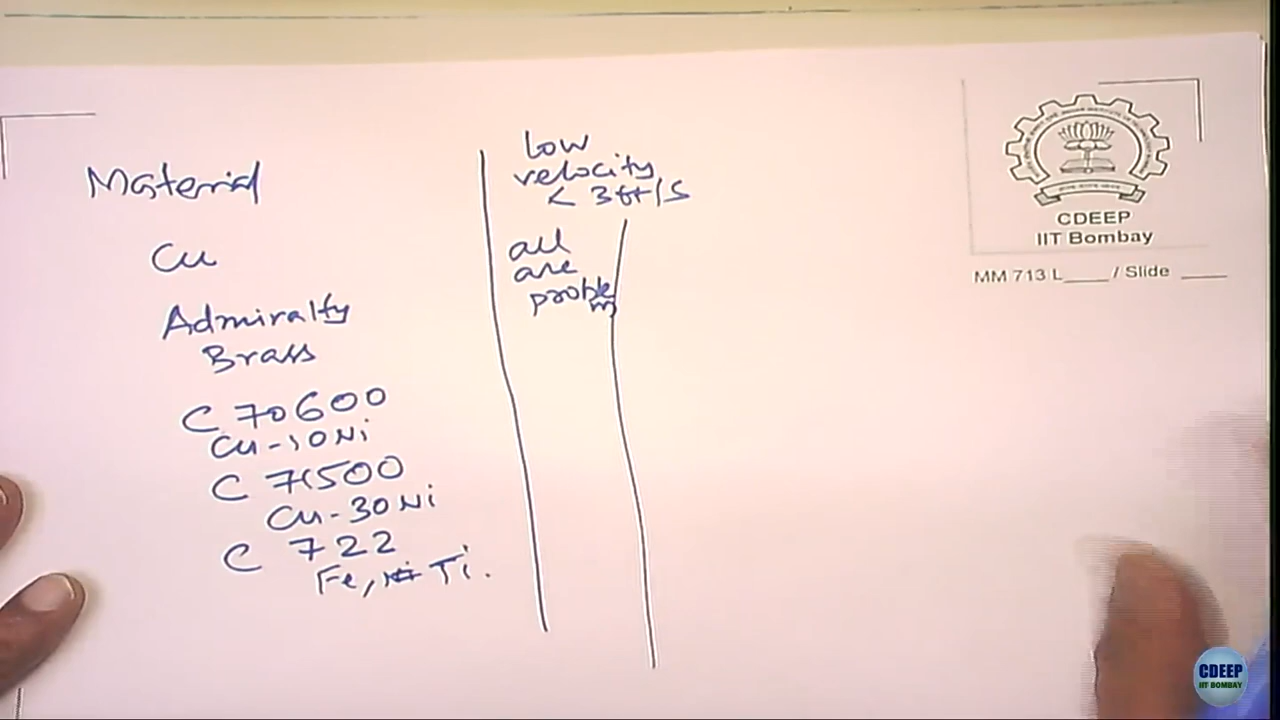 Material
Cu
Admiralty
Brass
C 70600
Cu-10Ni
C 71500
Cu-30Ni
C 722
Fe, Ti.
low
velocity
< 3ft/s
all
are
problem
CDEEP
IIT Bombay
MM 713 L____ / Slide ____
CDEEP
IIT BOMBAY